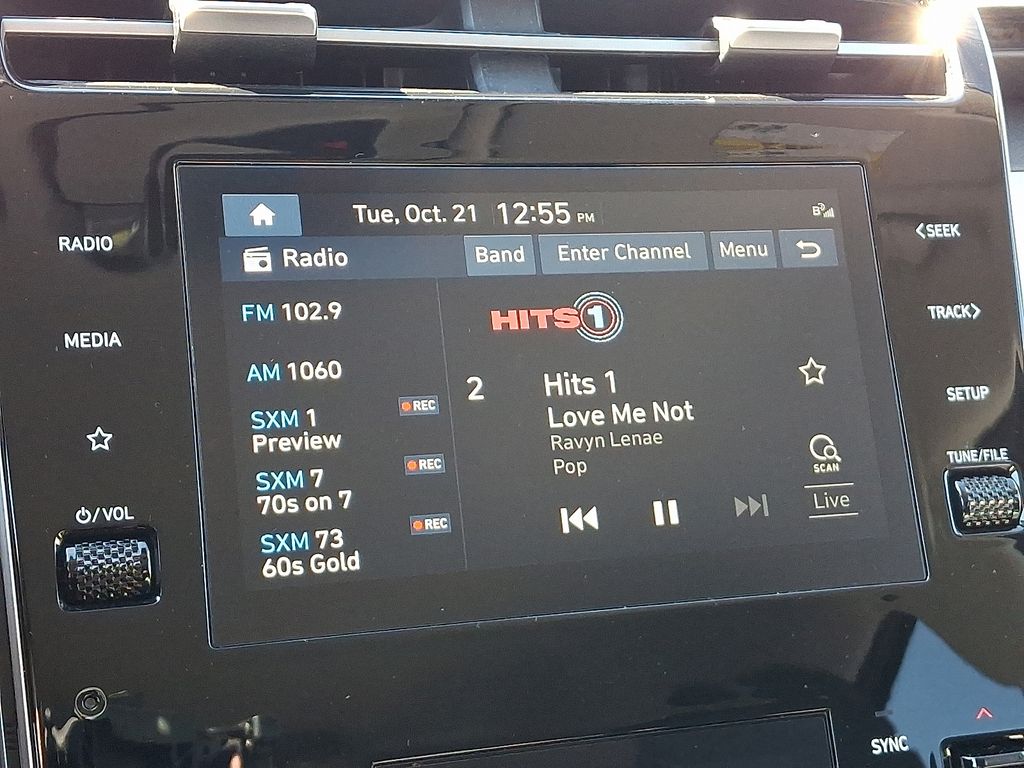 RADIO
MEDIA
⏻/VOL
Tue, Oct. 21 12:55 PM
Radio
Band
Enter Channel
Menu
FM 102.9
AM 1060
SXM 1
Preview
REC
SXM 7
70s on 7
REC
SXM 73
60s Gold
REC
HITS 1
2
Hits 1
Love Me Not
Ravyn Lenae
Pop
SCAN
Live
<SEEK
TRACK>
SETUP
TUNE/FILE
SYNC